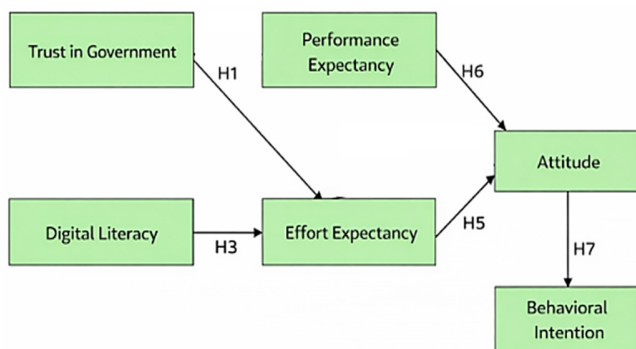 Trust in Government
Performance
Expectancy
H1
H6
Attitude
Digital Literacy
H3
Effort Expectancy
H5
H7
Behavioral
Intention